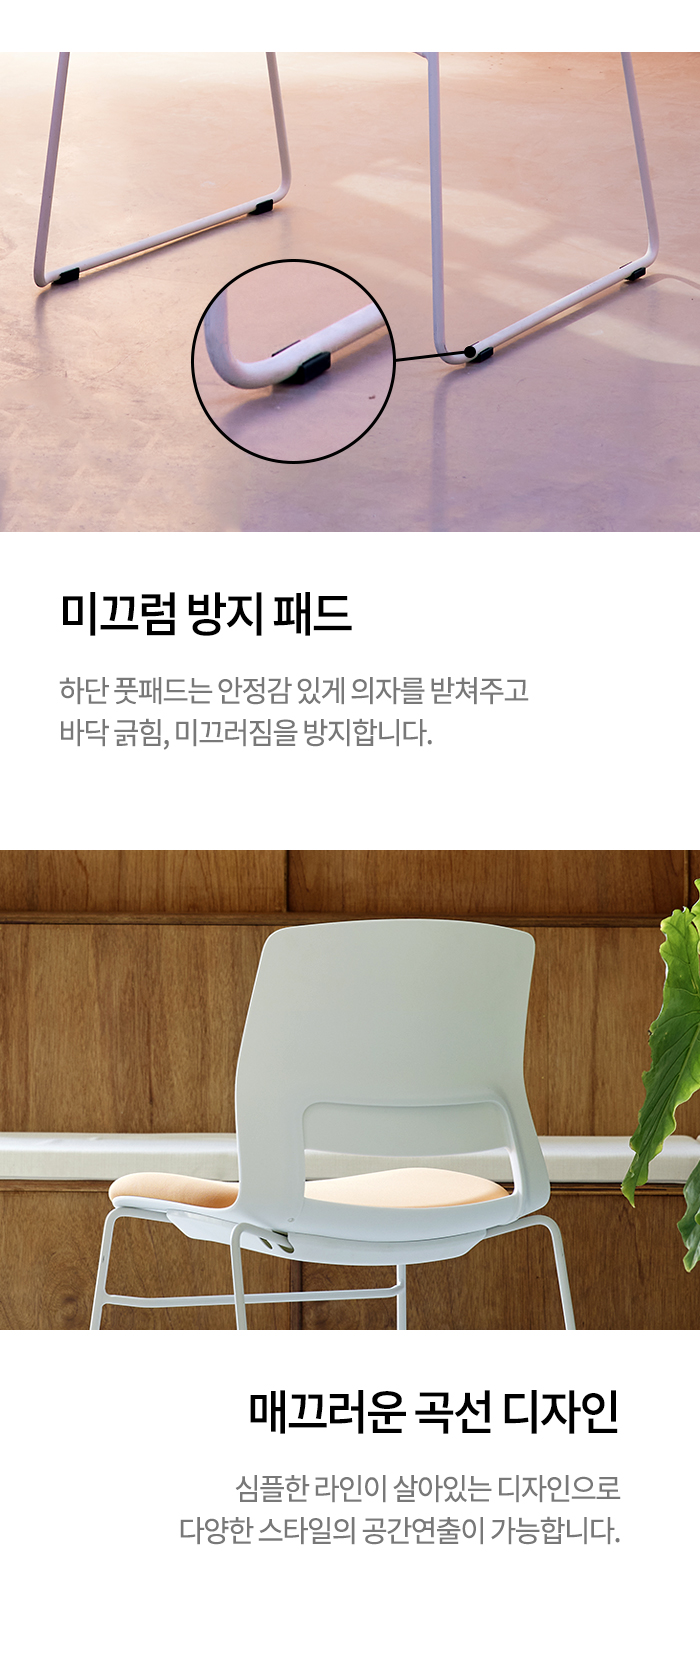 미끄럼 방지 패드
하단 풋패드는 안정감 있게 의자를 받쳐주고
바닥 긁힘, 미끄러짐을 방지합니다.
매끄러운 곡선 디자인
심플한 라인이 살아있는 디자인으로
다양한 스타일의 공간연출이 가능합니다.